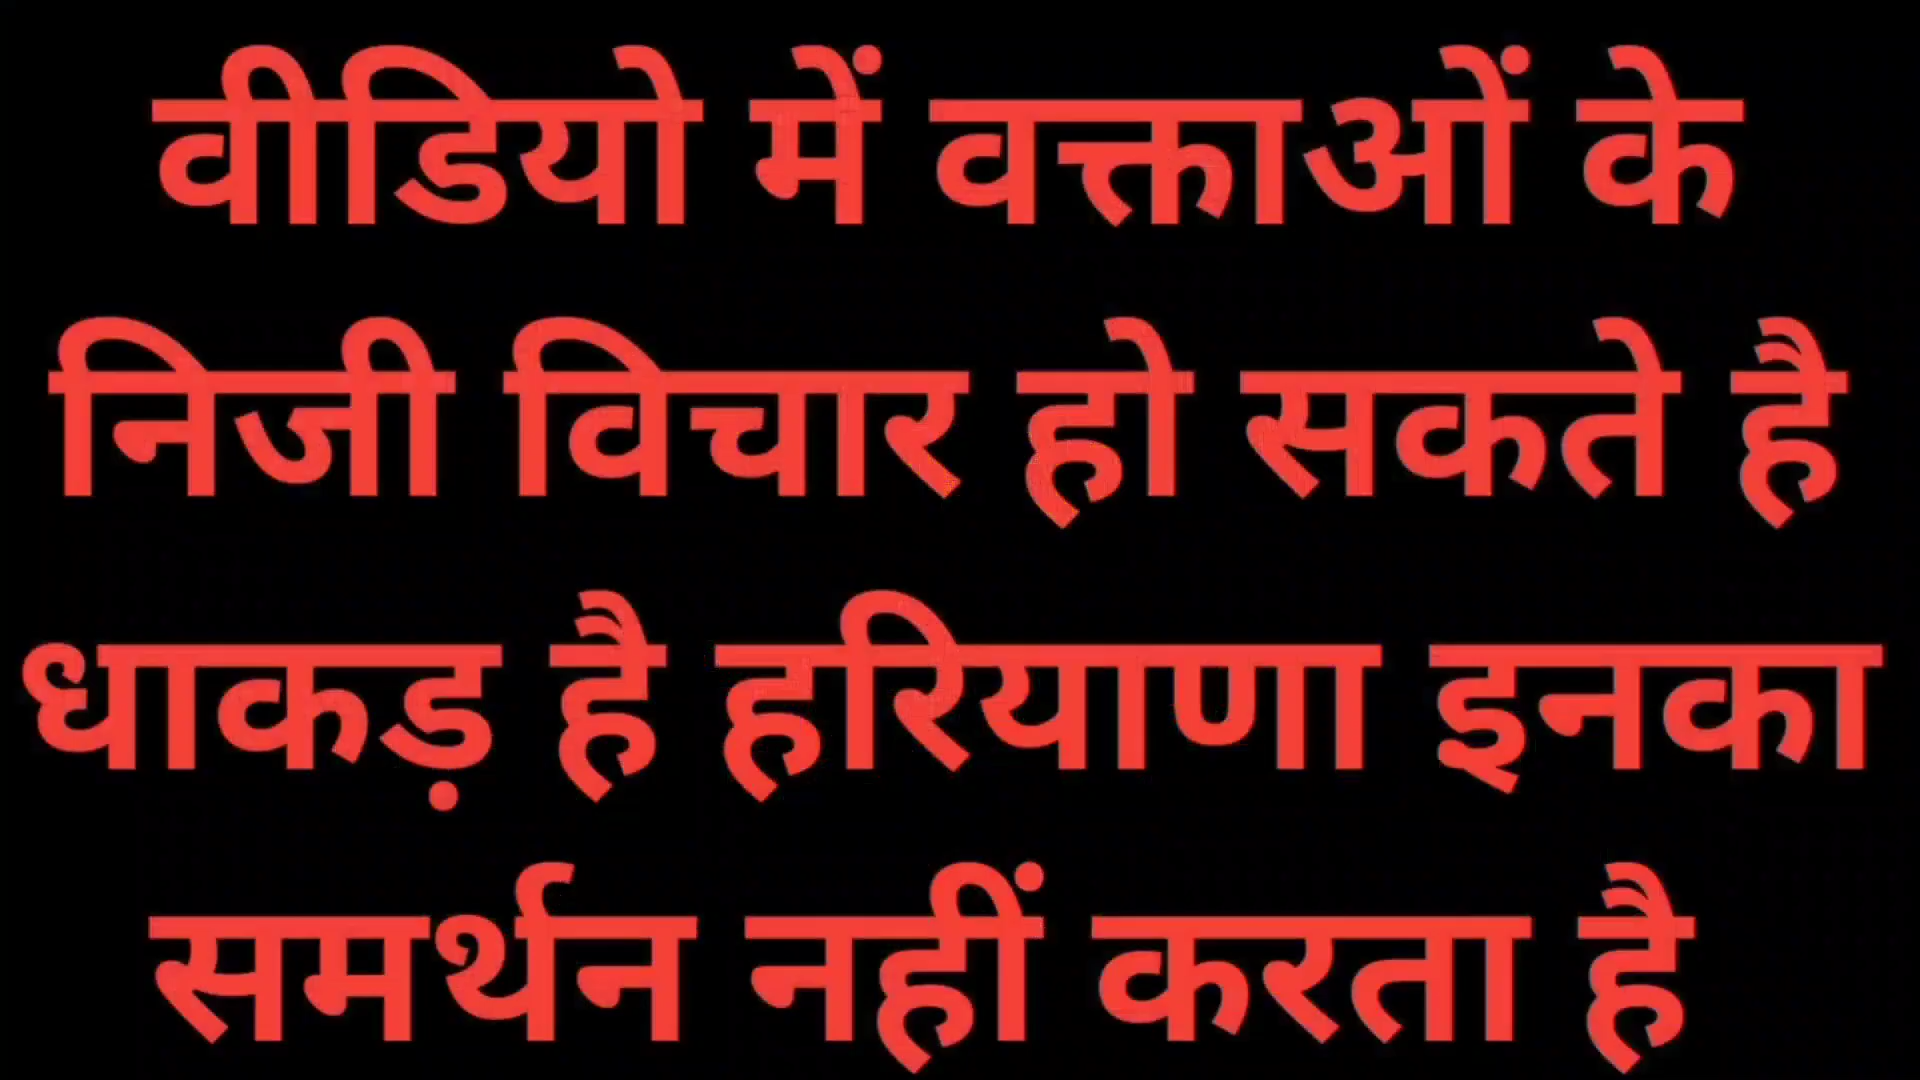 वीडियो में वक्ताओं के
निजी विचार हो सकते है
धाकड़ है हरियाणा इनका
समर्थन नहीं करता है